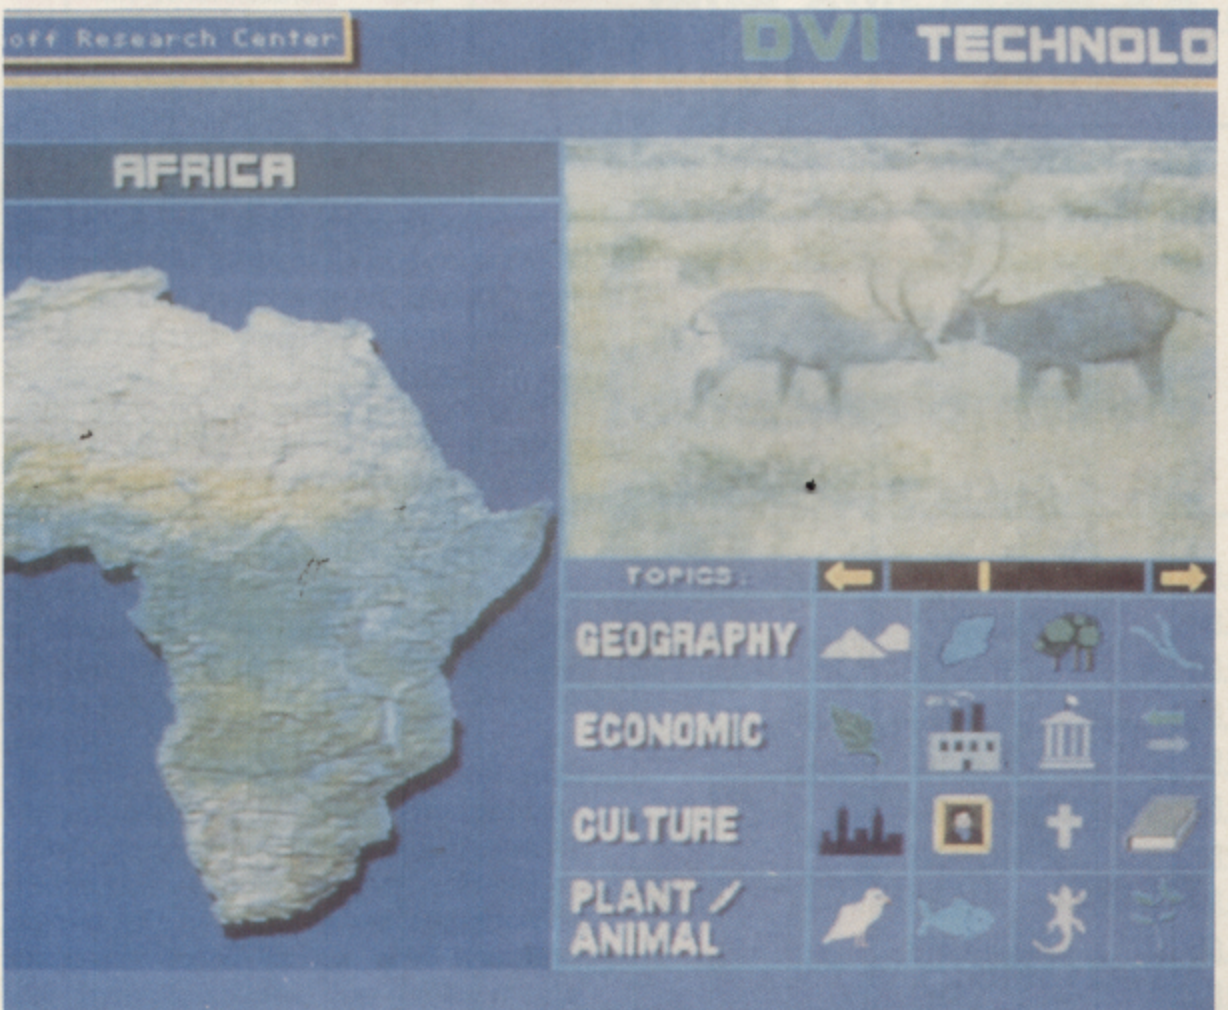 off Research Center
DVI TECHNOLO
AFRICA
TOPICS:
GEOGRAPHY
ECONOMIC
CULTURE
PLANT /
ANIMAL